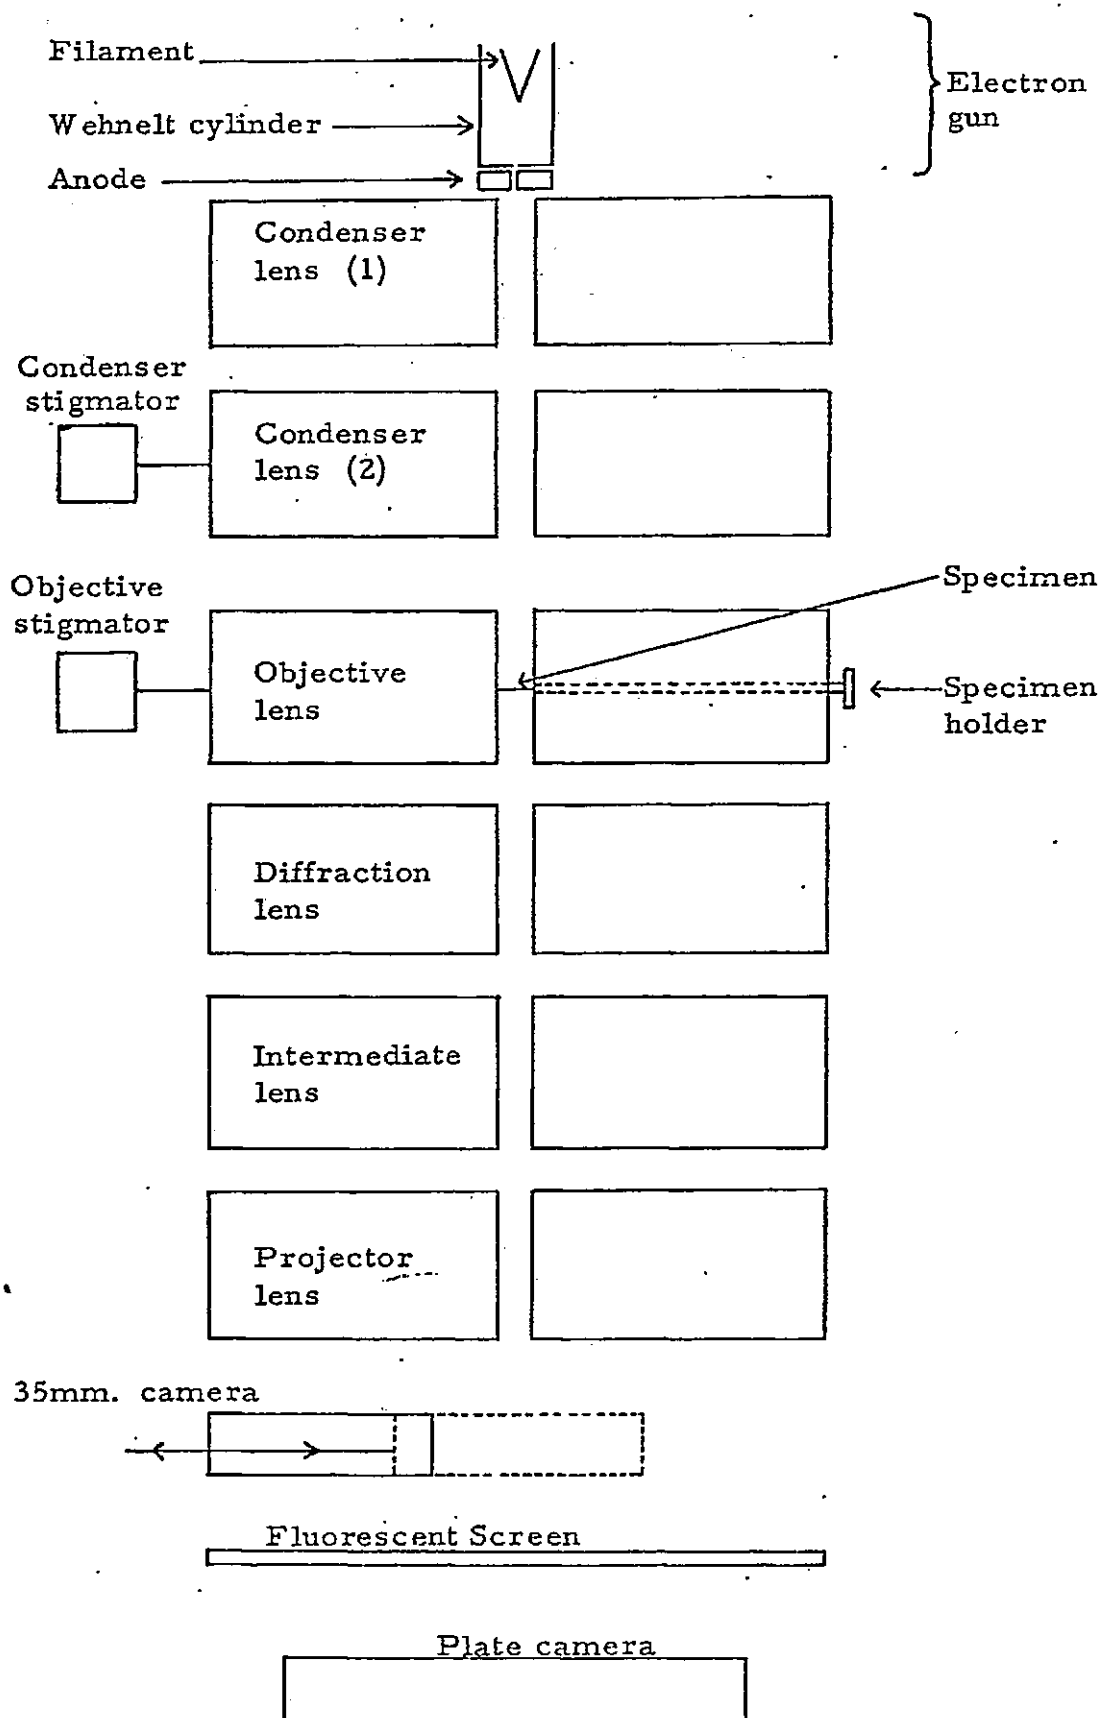 Filament
Electron
gun
Wehnelt cylinder
Anode
Condenser
lens (1)
Condenser
stigmator
Condenser
lens (2)
Objective
stigmator
Specimen
Objective
lens
Specimen
holder
Diffraction
lens
Intermediate
lens
Projector
lens
35mm. camera
Fluorescent Screen
Plate camera